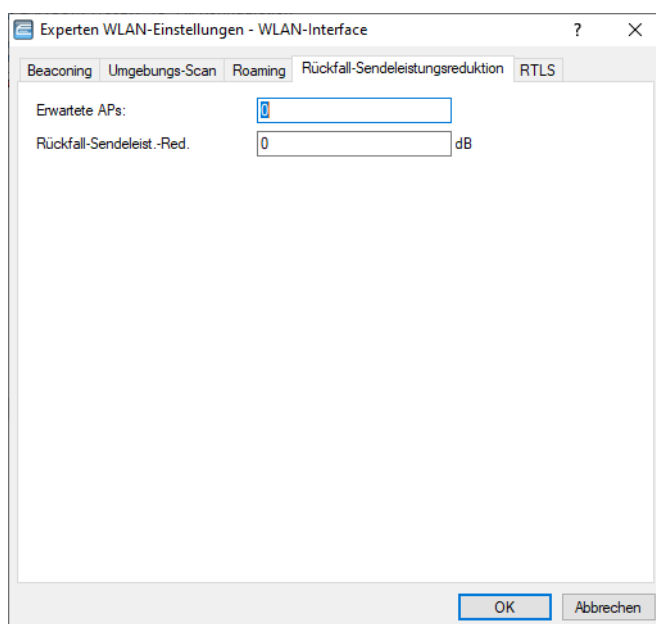 Experten WLAN-Einstellungen - WLAN-Interface ?
Beaconing Umgebungs-Scan Roaming Rückfall-Sendeleistungsreduktion RTLS
Erwartete APs: 0
Rückfall-Sendeleist.-Red. 0 dB
OK Abbrechen